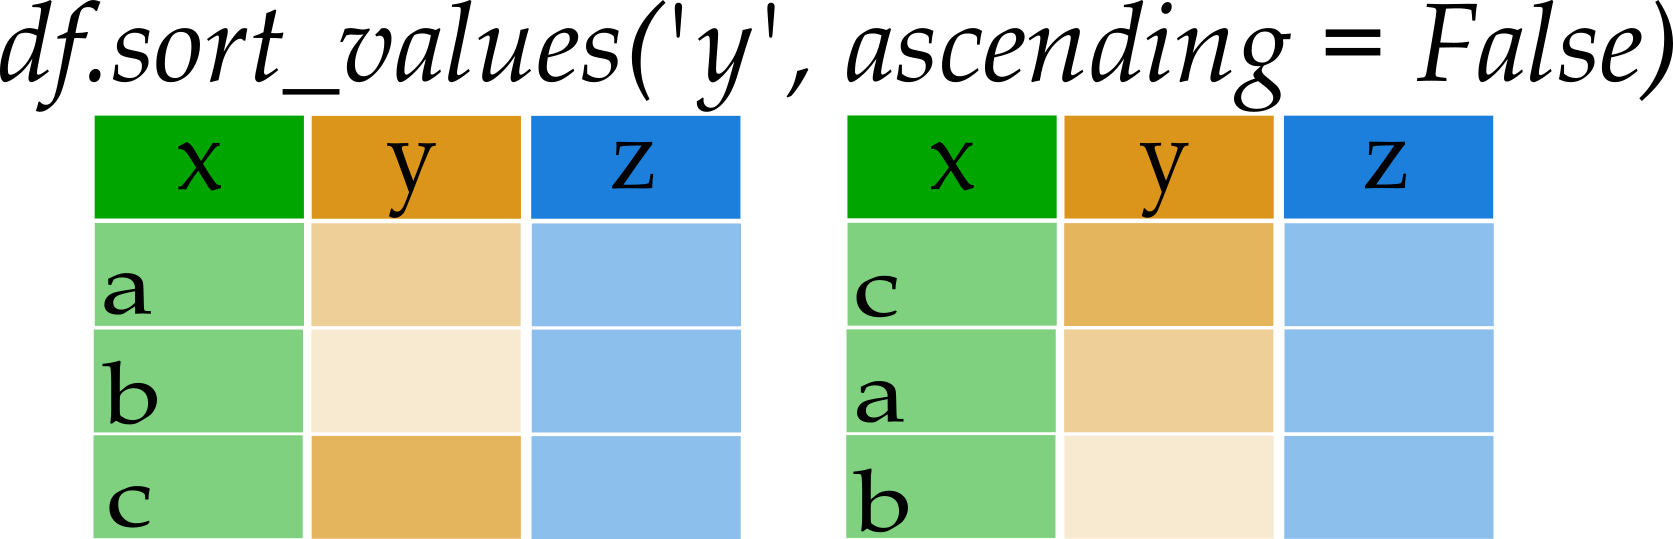 df.sort_values('y', ascending = False)
x y z x y z
a c
b a
c b